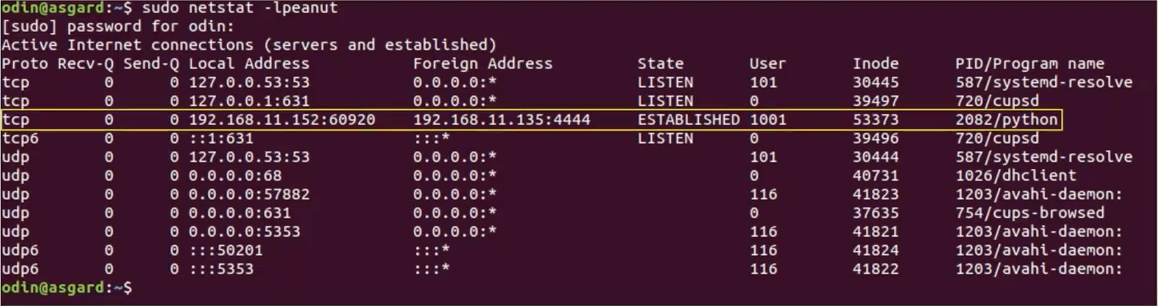 odin@asgard:~$ sudo netstat -lpeanut
[sudo] password for odin:
Active Internet connections (servers and established)
Proto Recv-Q Send-Q Local Address Foreign Address State User Inode PID/Program name
tcp 0 0 127.0.0.53:53 0.0.0.0:* LISTEN 101 30445 587/systemd-resolve
tcp 0 0 127.0.0.1:631 0.0.0.0:* LISTEN 0 39497 720/cupsd
tcp 0 0 192.168.11.152:60920 192.168.11.135:4444 ESTABLISHED 1001 53373 2082/python
tcp6 0 0 ::1:631 :::* LISTEN 0 39496 720/cupsd
udp 0 0 127.0.0.53:53 0.0.0.0:* 101 30444 587/systemd-resolve
udp 0 0 0.0.0.0:68 0.0.0.0:* 0 40731 1026/dhclient
udp 0 0 0.0.0.0:57882 0.0.0.0:* 116 41823 1203/avahi-daemon:
udp 0 0 0.0.0.0:631 0.0.0.0:* 0 37635 754/cups-browsed
udp 0 0 0.0.0.0:5353 0.0.0.0:* 116 41821 1203/avahi-daemon:
udp6 0 0 :::50201 :::* 116 41824 1203/avahi-daemon:
udp6 0 0 :::5353 :::* 116 41822 1203/avahi-daemon:
odin@asgard:~$